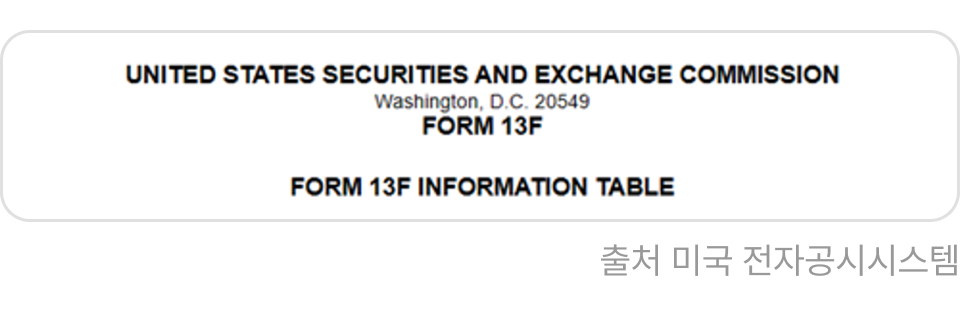 UNITED STATES SECURITIES AND EXCHANGE COMMISSION
Washington, D.C. 20549
FORM 13F
FORM 13F INFORMATION TABLE
출처 미국 전자공시시스템